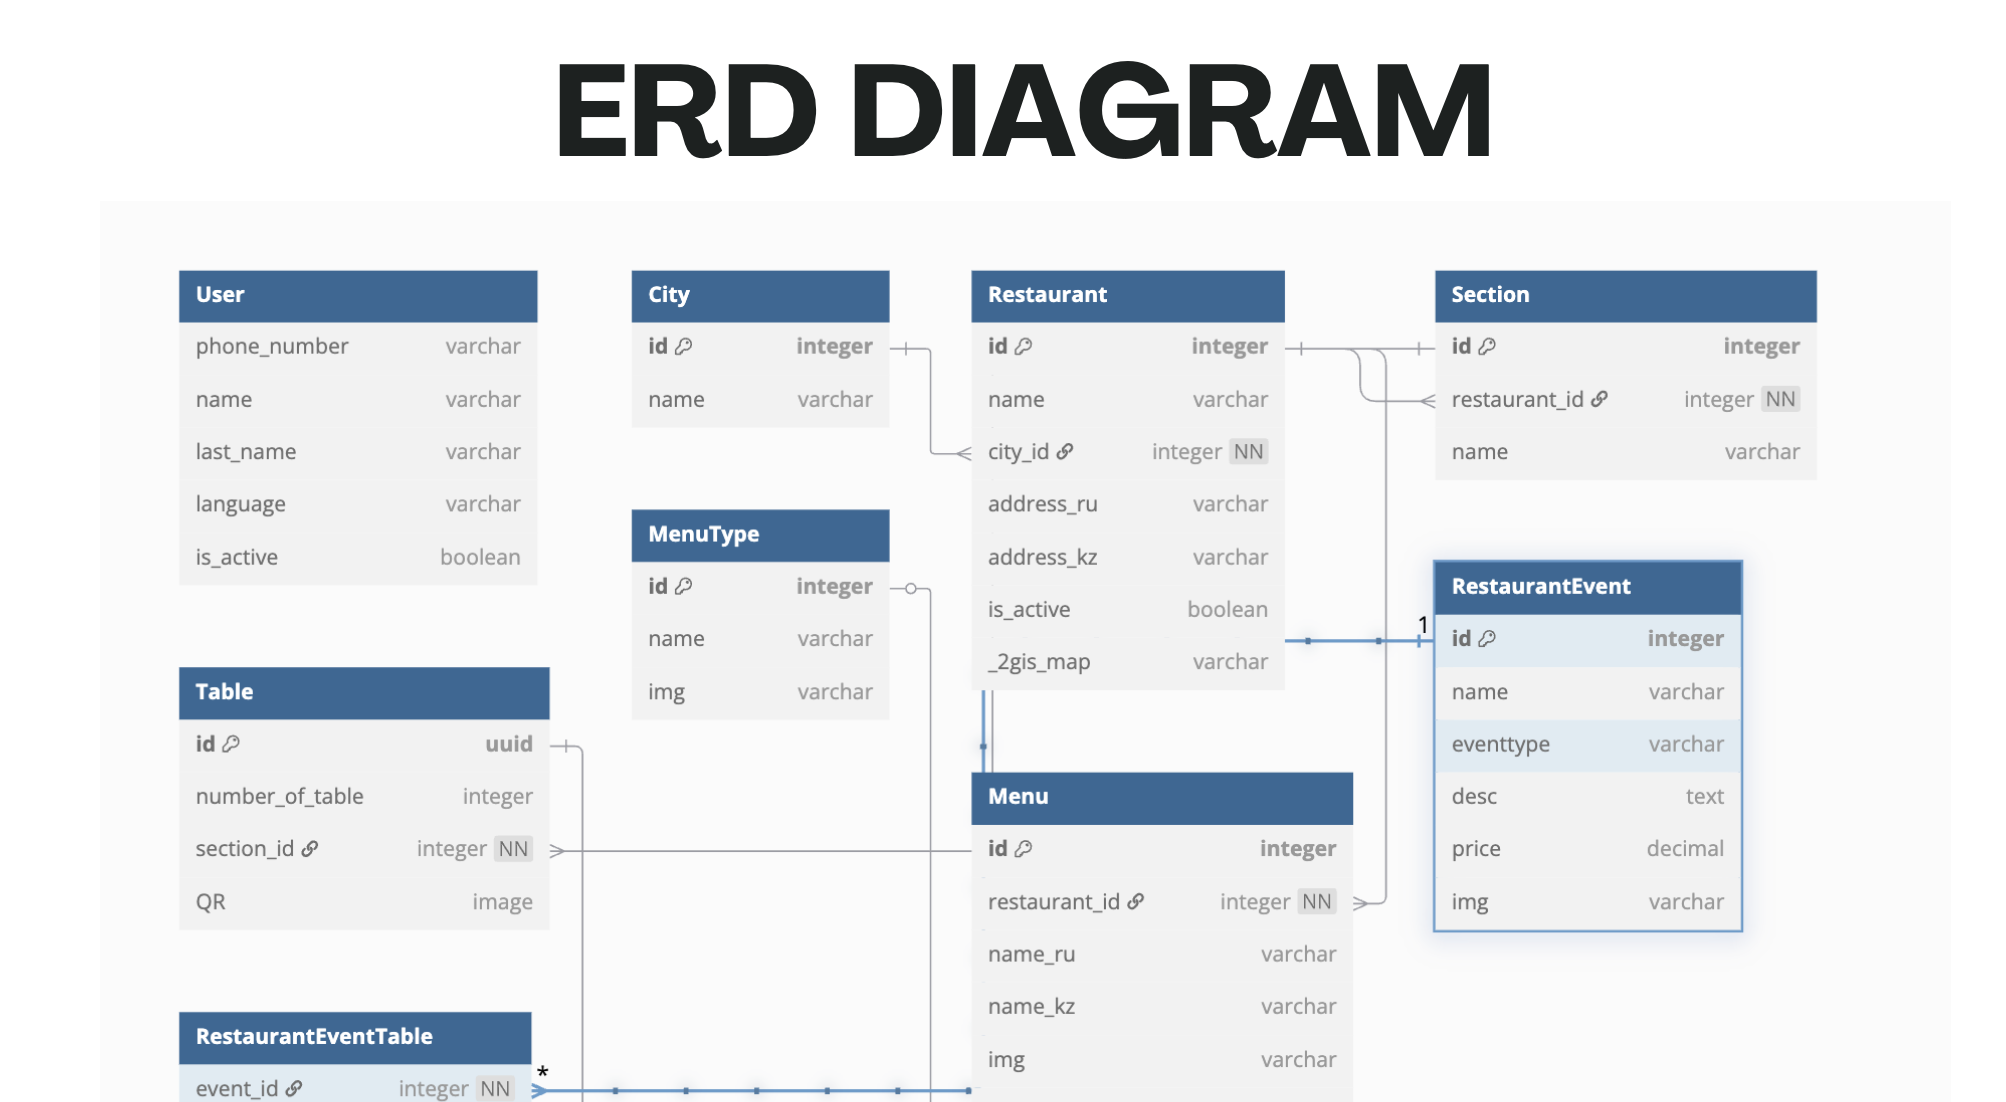 ERD DIAGRAM
User
phone_number varchar
name varchar
last_name varchar
language varchar
is_active boolean
City
id integer
name varchar
Restaurant
id integer
name varchar
city_id integer NN
address_ru varchar
address_kz varchar
is_active boolean
_2gis_map varchar
Section
id integer
restaurant_id integer NN
name varchar
MenuType
id integer
name varchar
img varchar
RestaurantEvent
1
id integer
name varchar
eventtype varchar
desc text
price decimal
img varchar
Table
id uuid
number_of_table integer
section_id integer NN
QR image
Menu
id integer
restaurant_id integer NN
name_ru varchar
name_kz varchar
img varchar
RestaurantEventTable
*
event_id integer NN